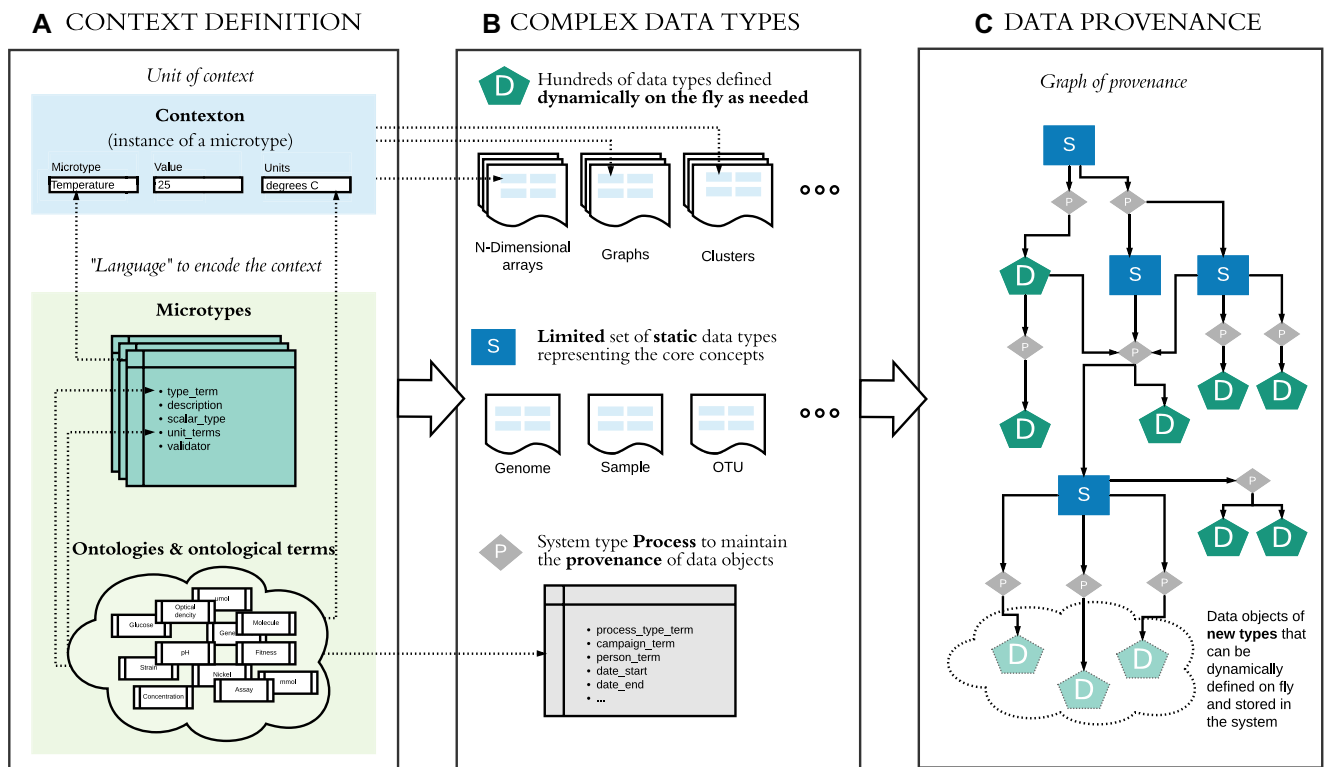 A CONTEXT DEFINITION
Unit of context
Contexton
(instance of a microtype)
Microtype
Value
Units
Temperature
25
degrees C
"Language" to encode the context
Microtypes
• type_term
• description
• scalar_type
• unit_terms
• validator
Ontologies & ontological terms
μmol
Optical
dencity
Glucose
Molecule
Gene
pH
Fitness
Strain
Nickel
mmol
Assay
Concentration
B COMPLEX DATA TYPES
D
Hundreds of data types defined
dynamically on the fly as needed
N-Dimensional
arrays
Graphs
Clusters
S
Limited set of static data types
representing the core concepts
Genome
Sample
OTU
P
System type Process to maintain
the provenance of data objects
• process_type_term
• campaign_term
• person_term
• date_start
• date_end
• ...
C DATA PROVENANCE
Graph of provenance
S
P
P
D
S
S
P
P
P
P
D
D
D
D
S
P
D
D
P
P
P
D
D
D
Data objects of
new types that
can be
dynamically
defined on fly
and stored in
the system